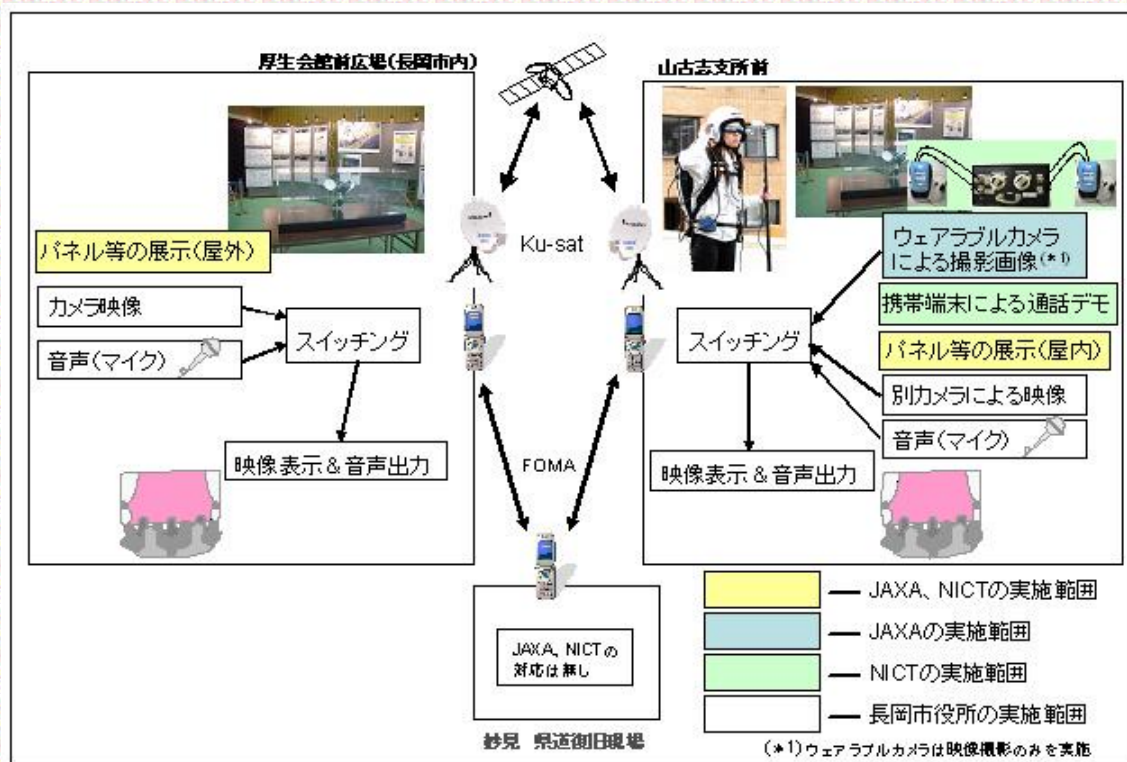 厚生会館前広場(長岡市内)
パネル等の展示(屋外)
カメラ映像
音声(マイク)
スイッチング
映像表示&音声出力
Ku-sat
FOMA
山古志支所前
ウェアラブルカメラ
による撮影画像(*1)
携帯端末による通話デモ
パネル等の展示(屋内)
別カメラによる映像
音声(マイク)
スイッチング
映像表示&音声出力
JAXA、NICTの
対応は無し
妙見 県道復旧現場
JAXA、NICTの実施範囲
JAXAの実施範囲
NICTの実施範囲
長岡市役所の実施範囲
(*1)ウェアラブルカメラは映像撮影のみを実施